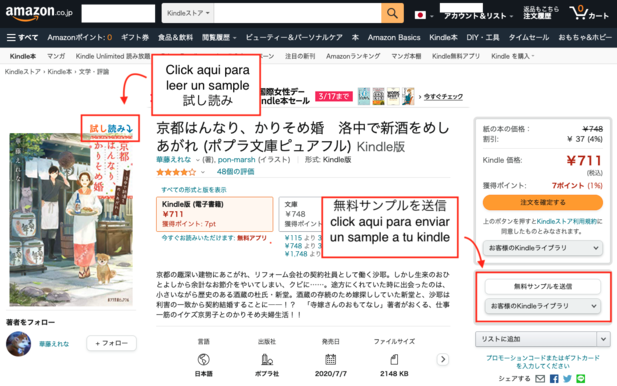 amazon.co.jp
Kindleストア
返品もこちら
アカウント&リスト
注文履歴
0
カート
すべて
Amazonポイント: 0
ギフト券
食品&飲料
閲覧履歴
ビューティー&パーソナルケア
本
Amazon Basics
Kindle本
DIY・工具
タイムセール
おもちゃ&ホビー
Kindle本
マンガ
Kindle Unlimited 読み放題
雑誌
Amazonランキング
マンガ本棚
Kindle無料アプリ
Kindle を購入
Kindleストア › Kindle本 › 文学・評論
Click aqui para
leer un sample
試し読み
国際女性デー
Kindle本セール
3/17まで
今すぐチェック
試し読み
京都はんなり、
かりそめ婚
華藤えれな
京都はんなり、かりそめ婚 洛中で新酒をめし
あがれ (ポプラ文庫ピュアフル) Kindle版
華藤えれな (著), pon-marsh (イラスト) 形式: Kindle版
48個の評価
すべての形式と版を表示
Kindle版 (電子書籍)
¥711
獲得ポイント: 7pt
今すぐお読みいただけます: 無料アプリ
文庫
¥748
獲得ポイン
¥115 より
¥748 より 3
¥1,748 より
無料サンプルを送信
click aqui para enviar
un sample a tu kindle
京都の趣深い建物にあこがれ、リフォーム会社の契約社員として働く沙耶。しかし生来のおひ
とよしから余計なお節介をやいてしまい、クビに……。途方にくれていた時に出会ったのは、
小さいながら歴史のある酒蔵の杜氏・新堂。酒蔵の存続のため嫁探ししていた新堂と、沙耶は
利害の一致から契約結婚することに――!? 「寺嫁さんのおもてなし」著者がおくる、仕事
一筋のイケズ京男子とのかりそめ夫婦生活!!
著者をフォロー
華藤えれな
+ フォロー
言語
日本語
出版社
ポプラ社
発売日
2020/7/7
ファイルサイズ
2148 KB
紙の本の価格:
¥748
割引:
¥ 37 (4%)
Kindle 価格:
¥711
(税込)
獲得ポイント:
7ポイント (1%)
注文を確定する
上のボタンを押すとKindleストア利用規約に
同意したものとみなされます。
お客様のKindleライブラリ
無料サンプルを送信
お客様のKindleライブラリ
リストに追加
プロモーションコードまたはギフトカード
を入力してください
シェアする